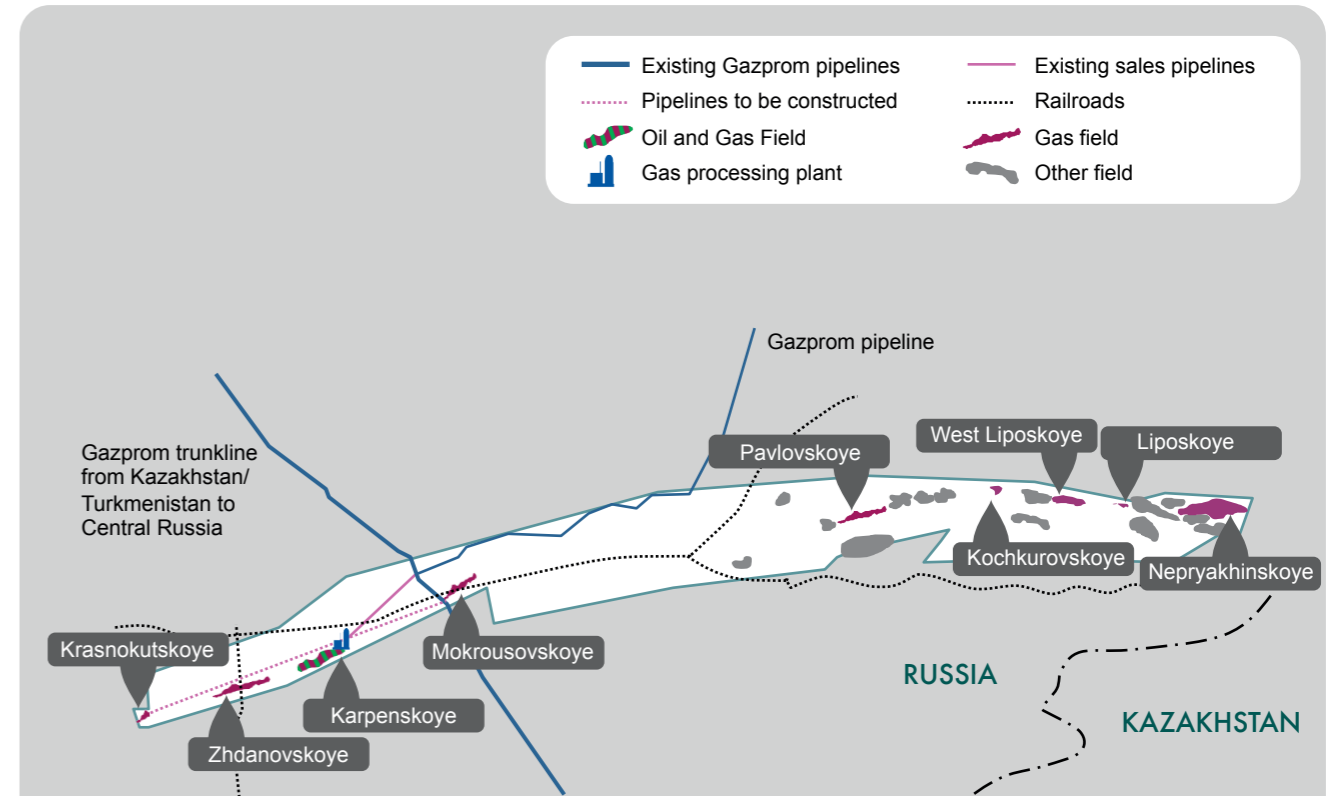 Existing Gazprom pipelines
Existing sales pipelines
Pipelines to be constructed
Railroads
Oil and Gas Field
Gas field
Gas processing plant
Other field
Gazprom pipeline
Gazprom trunkline
from Kazakhstan/
Turkmenistan to
Central Russia
Pavlovskoye
West Liposkoye
Liposkoye
Kochkurovskoye
Nepryakhinskoye
Krasnokutskoye
Mokrousovskoye
Karpenskoye
Zhdanovskoye
RUSSIA
KAZAKHSTAN